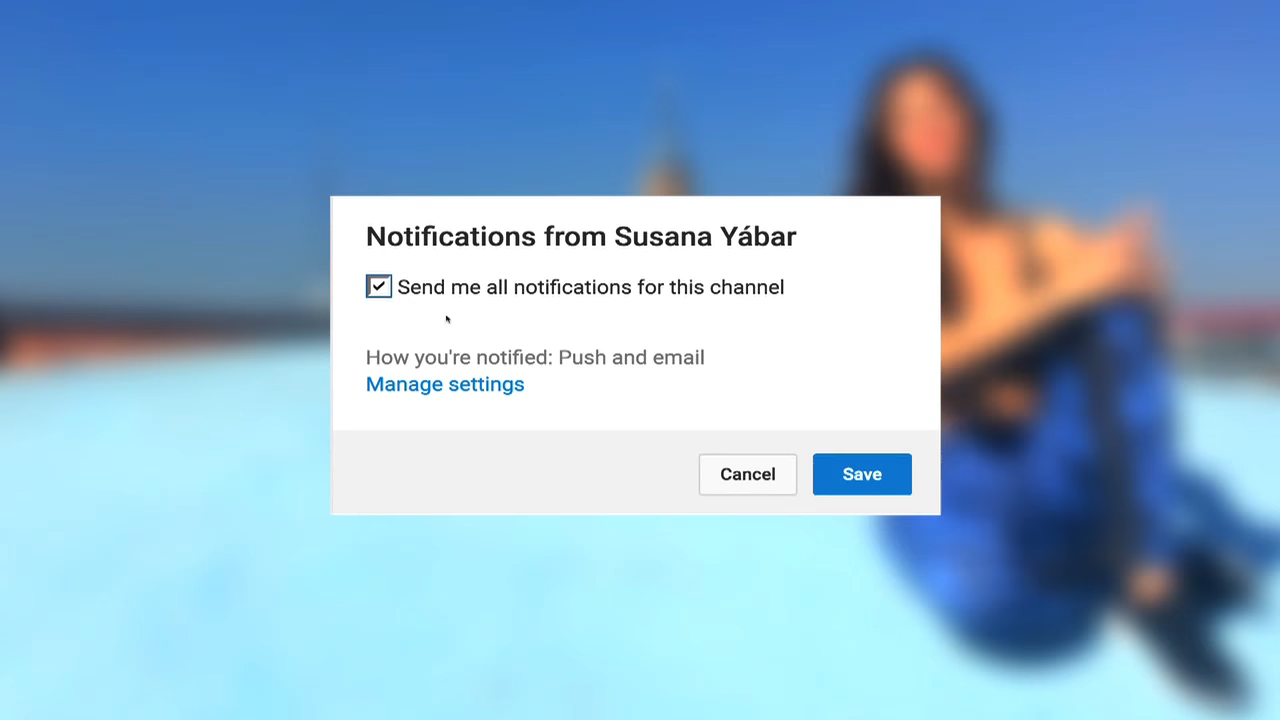 Notifications from Susana Yábar
Send me all notifications for this channel
How you're notified: Push and email
Manage settings
Cancel
Save